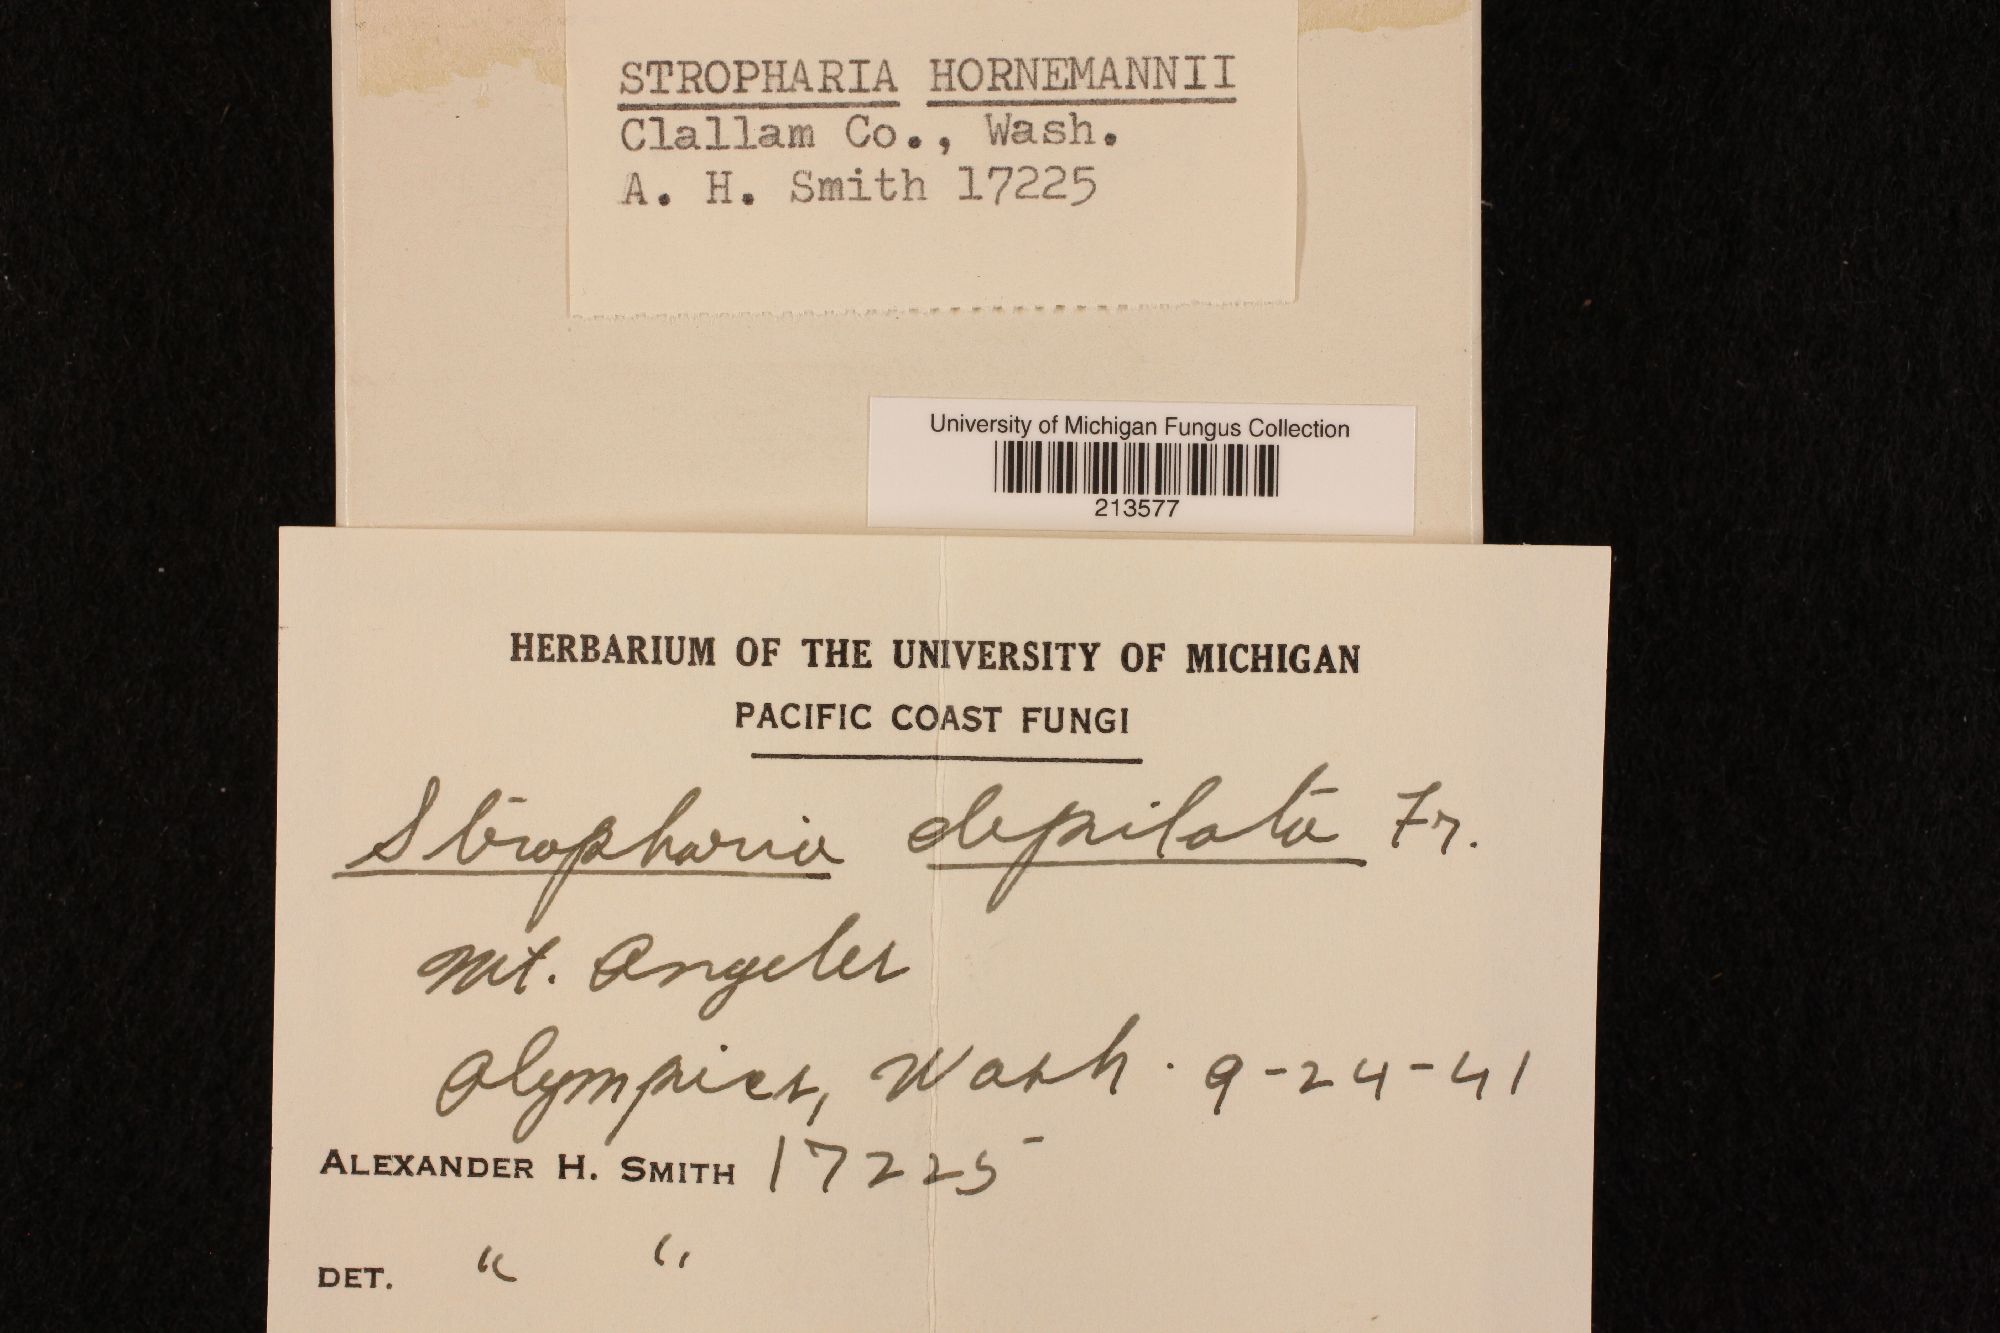 STROPHARIA HORNEMANNII
Clallam Co., Wash.
A. H. Smith 17225
University of Michigan Fungus Collection
213577
HERBARIUM OF THE UNIVERSITY OF MICHIGAN
PACIFIC COAST FUNGI
Stropharia depilata Fr.
Mt. Angeles
Olympics, Wash. 9-24-41
ALEXANDER H. SMITH 17225
DET. " "